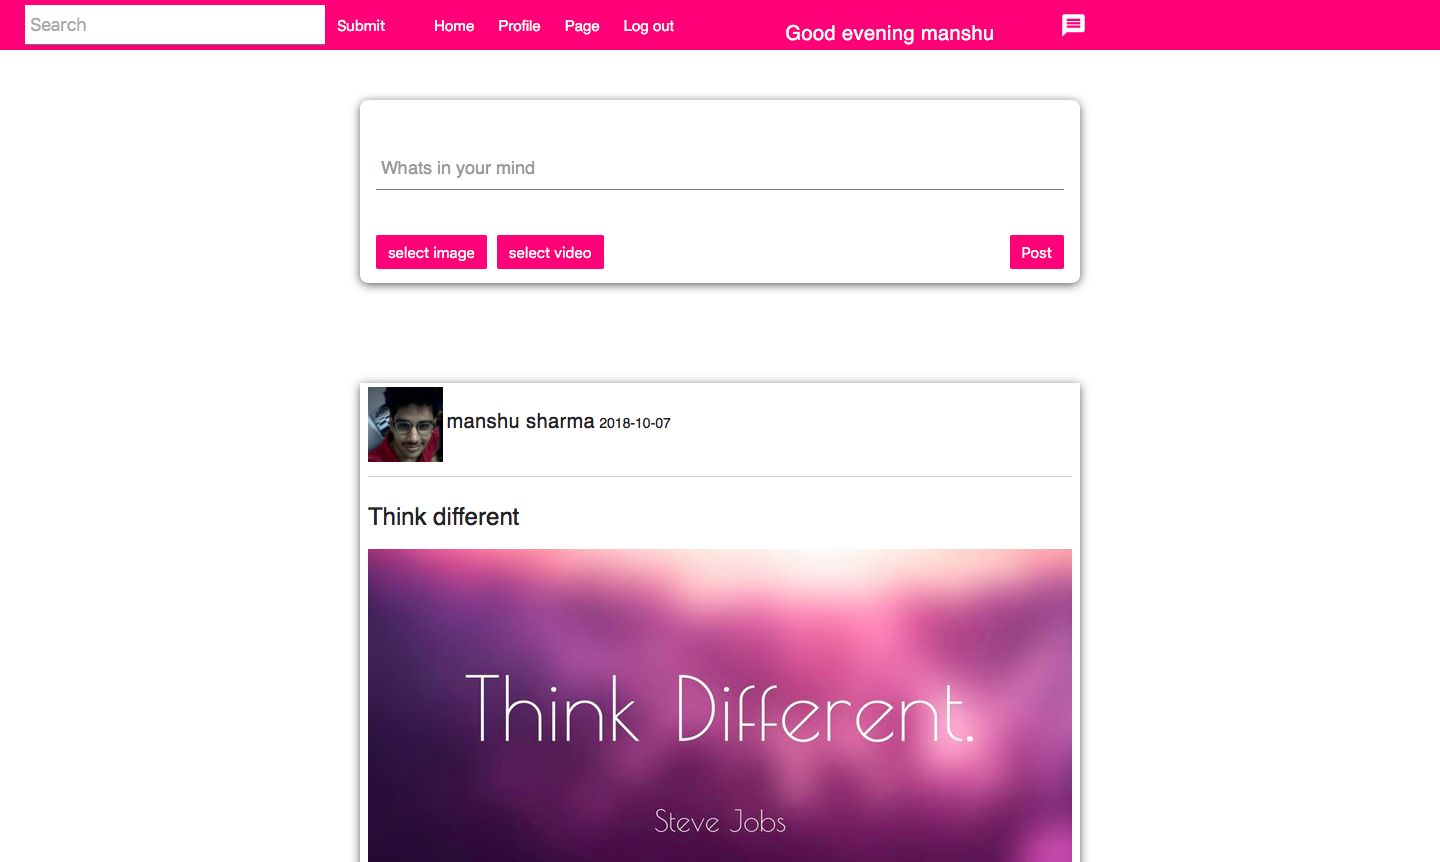 Search Submit Home Profile Page Log out Good evening manshu
Whats in your mind
select image select video Post
manshu sharma 2018-10-07
Think different
Think Different.
Steve Jobs